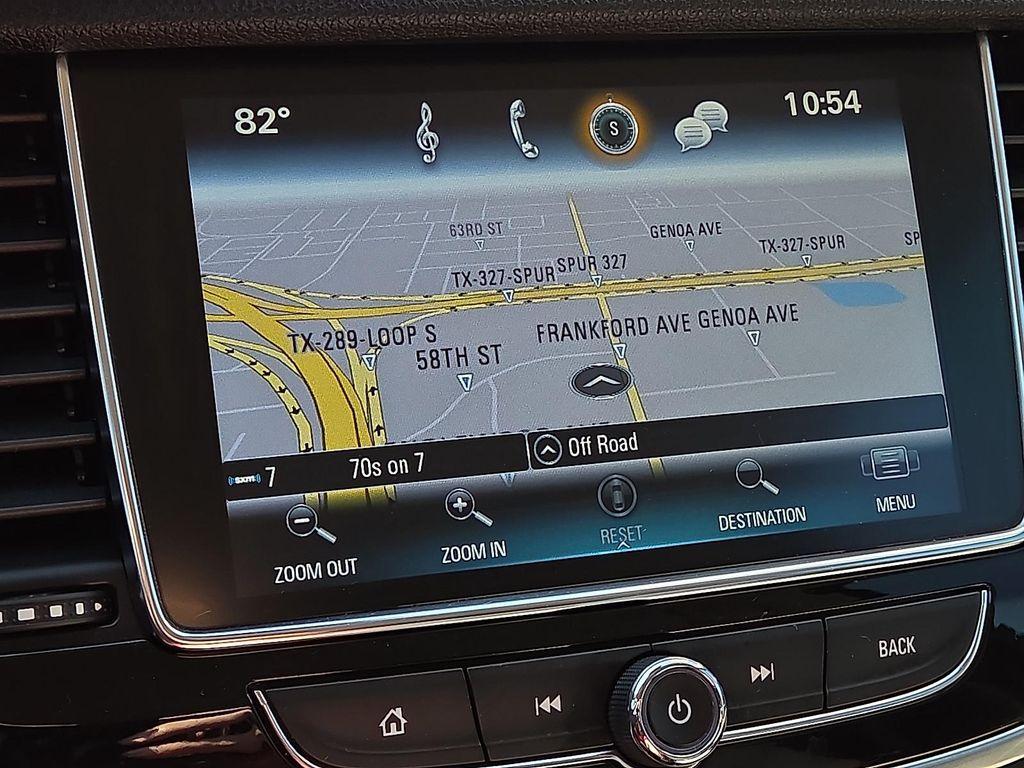 82°
10:54
S
63RD ST
GENOA AVE
TX-327-SPUR
SP
TX-327-SPUR
SPUR 327
TX-289-LOOP S
58TH ST
FRANKFORD AVE
GENOA AVE
sxm 7
70s on 7
Off Road
ZOOM OUT
ZOOM IN
RESET
DESTINATION
MENU
BACK